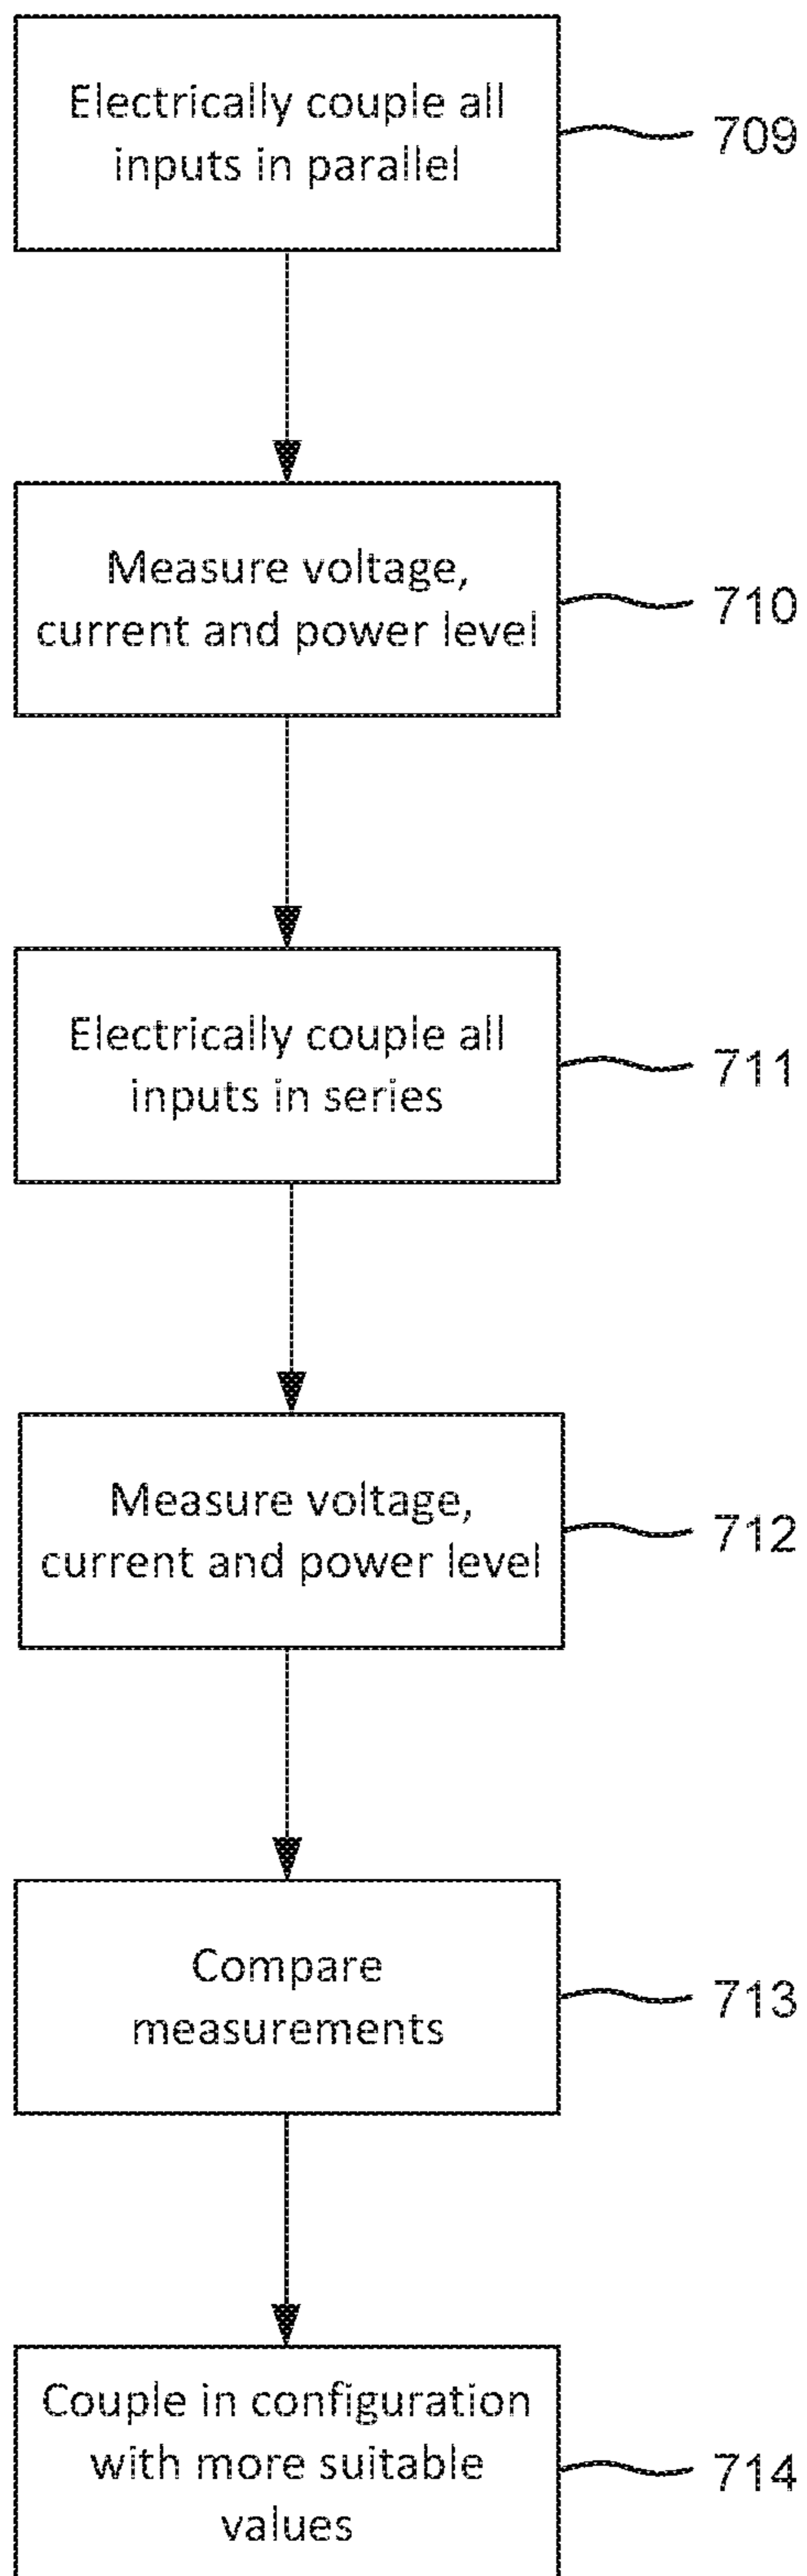 Electrically couple all
inputs in parallel
709
Measure voltage,
current and power level
710
Electrically couple all
inputs in series
711
Measure voltage,
current and power level
712
Compare
measurements
713
Couple in configuration
with more suitable
values
714